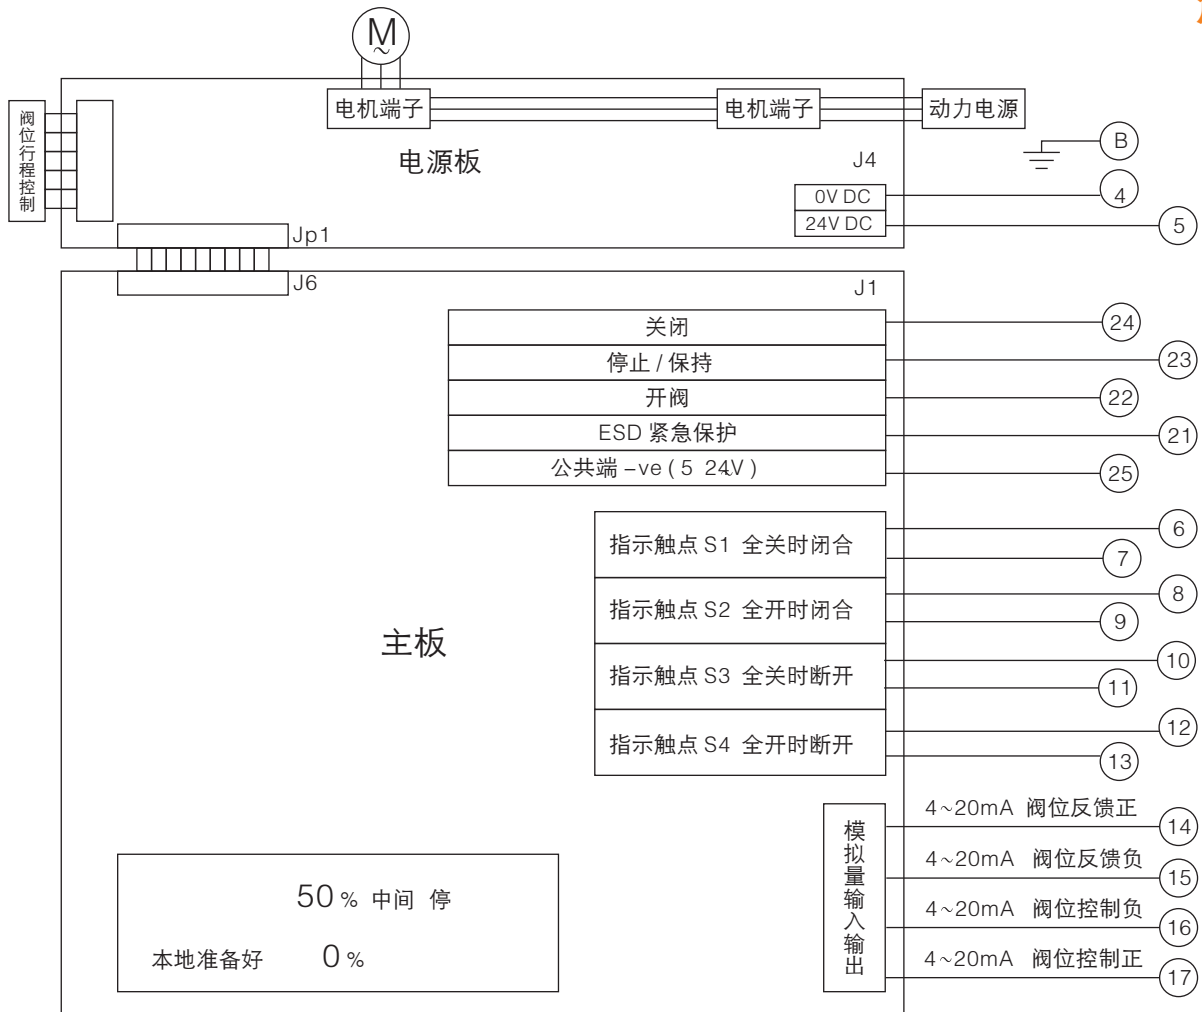 M
~
电机端子
电机端子
动力电源
阀位行程控制
电源板
J4
B
0V DC
4
24V DC
5
Jp1
J6
J1
关闭
24
停止 / 保持
23
开阀
22
ESD 紧急保护
21
公共端 –ve ( 5 24V )
25
指示触点 S1 全关时闭合
6
7
指示触点 S2 全开时闭合
8
9
主板
指示触点 S3 全关时断开
10
11
指示触点 S4 全开时断开
12
13
模拟量输入输出
4~20mA 阀位反馈正
14
4~20mA 阀位反馈负
15
4~20mA 阀位控制负
16
4~20mA 阀位控制正
17
50 % 中间 停
本地准备好 0 %